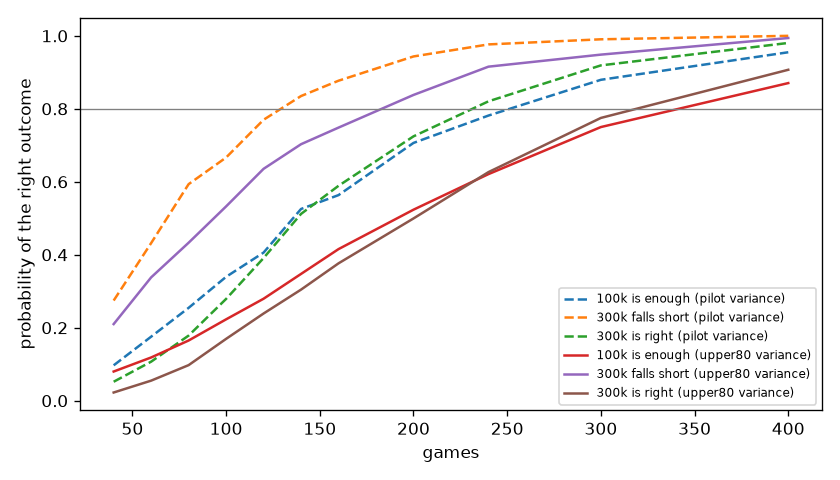 probability of the right outcome
1.0
0.8
0.6
0.4
0.2
0.0
100k is enough (pilot variance)
300k falls short (pilot variance)
300k is right (pilot variance)
100k is enough (upper80 variance)
300k falls short (upper80 variance)
300k is right (upper80 variance)
50 100 150 200 250 300 350 400
games